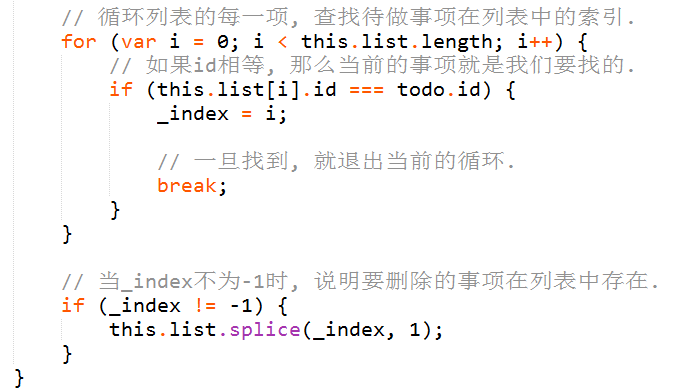 // 循环列表的每一项, 查找待做事项在列表中的索引.
for (var i = 0; i < this.list.length; i++) {
// 如果id相等, 那么当前的事项就是我们要找的.
if (this.list[i].id === todo.id) {
_index = i;
// 一旦找到, 就退出当前的循环.
break;
}
}
// 当_index不为-1时, 说明要删除的事项在列表中存在.
if (_index != -1) {
this.list.splice(_index, 1);
}
}